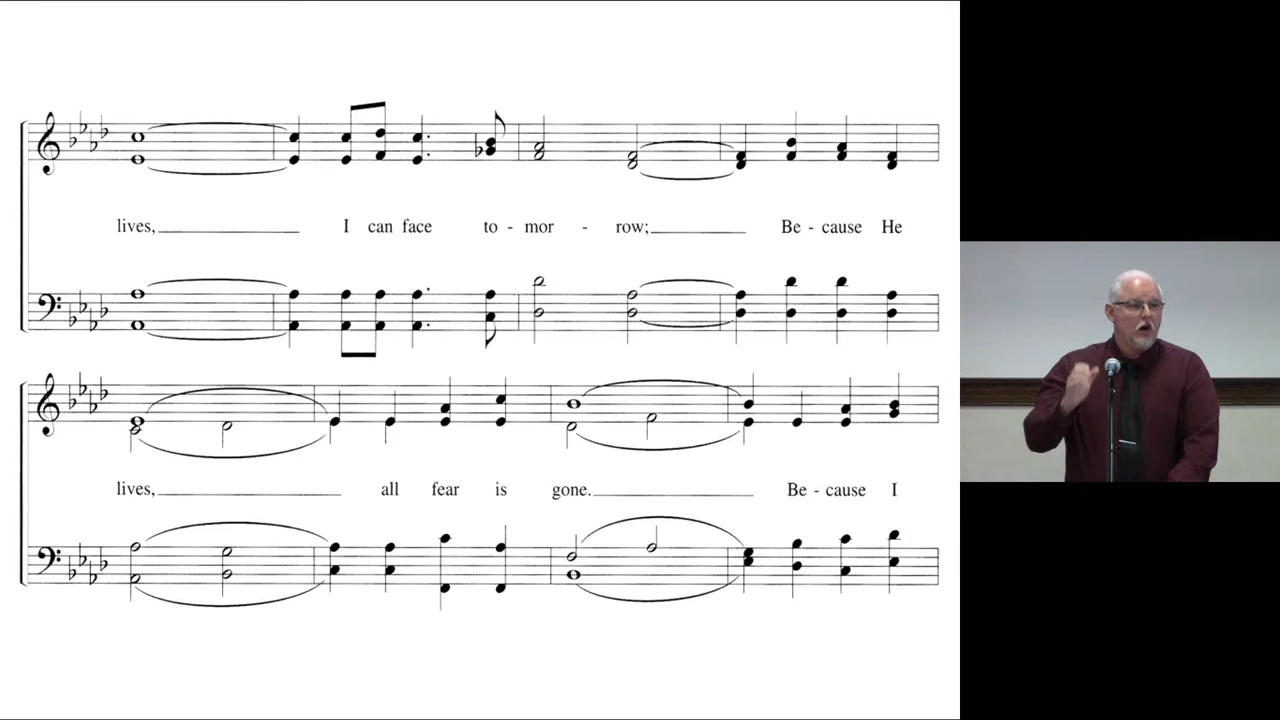 lives, I can face to - mor - row; Be - cause He
lives, all fear is gone. Be - cause I